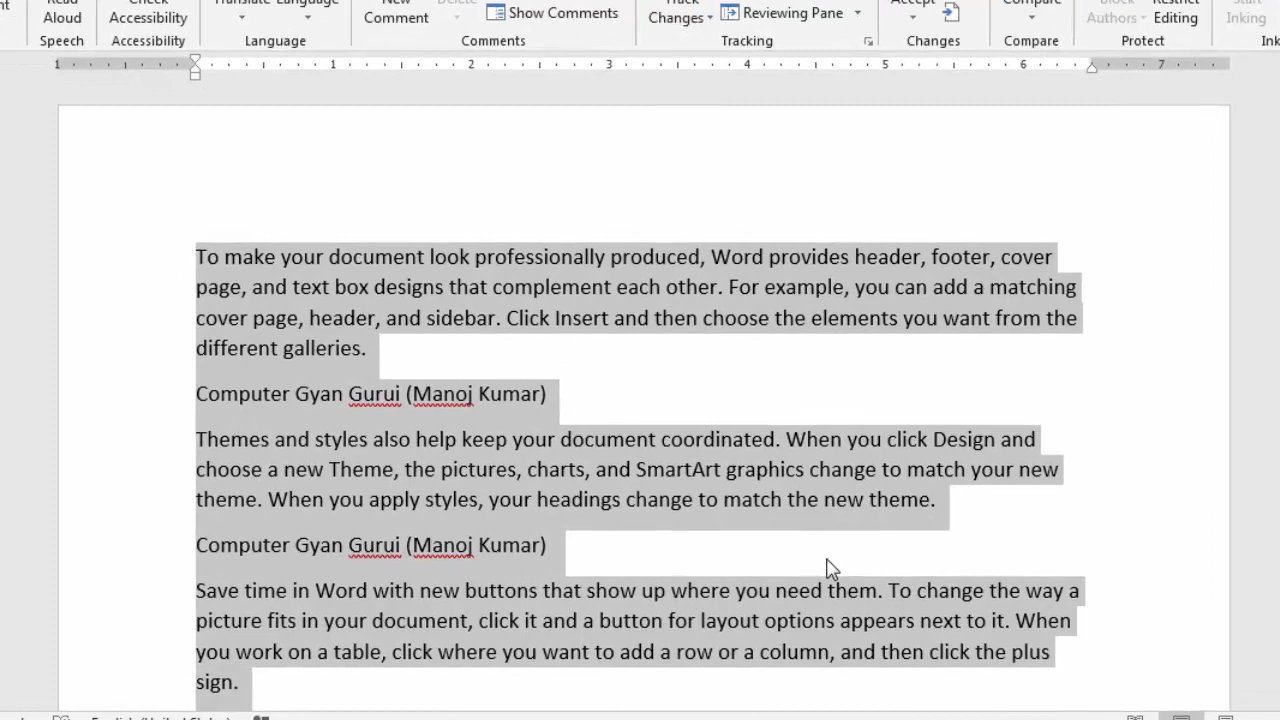 Read Check Translate Language New Delete Show Comments Track Reviewing Pane Accept Compare Block Restrict Start
Aloud Accessibility Comment Changes Authors Editing Inking
Speech Accessibility Language Comments Tracking Changes Compare Protect
1 1 2 3 4 5 6 7
To make your document look professionally produced, Word provides header, footer, cover
page, and text box designs that complement each other. For example, you can add a matching
cover page, header, and sidebar. Click Insert and then choose the elements you want from the
different galleries.
Computer Gyan Gurui (Manoj Kumar)
Themes and styles also help keep your document coordinated. When you click Design and
choose a new Theme, the pictures, charts, and SmartArt graphics change to match your new
theme. When you apply styles, your headings change to match the new theme.
Computer Gyan Gurui (Manoj Kumar)
Save time in Word with new buttons that show up where you need them. To change the way a
picture fits in your document, click it and a button for layout options appears next to it. When
you work on a table, click where you want to add a row or a column, and then click the plus
sign.
English (United States)